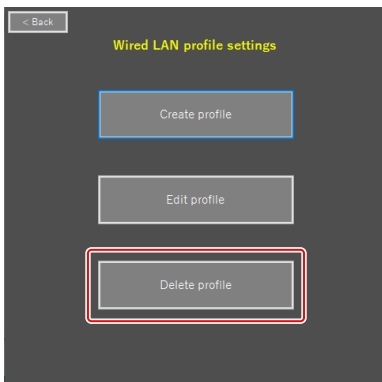 < Back
Wired LAN profile settings
Create profile
Edit profile
Delete profile